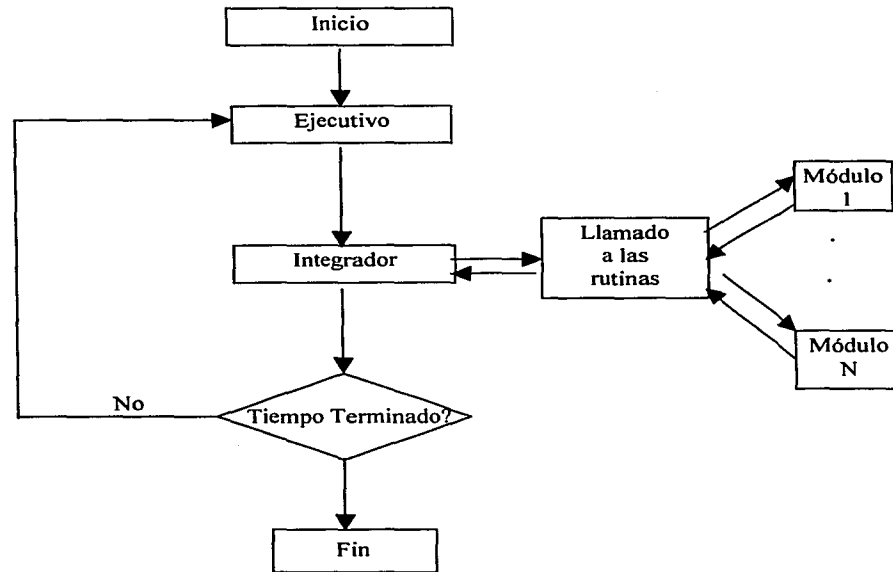 Inicio
Ejecutivo
Integrador
Llamado
a las
rutinas
Módulo
1
Módulo
N
No
Tiempo Terminado?
Fin